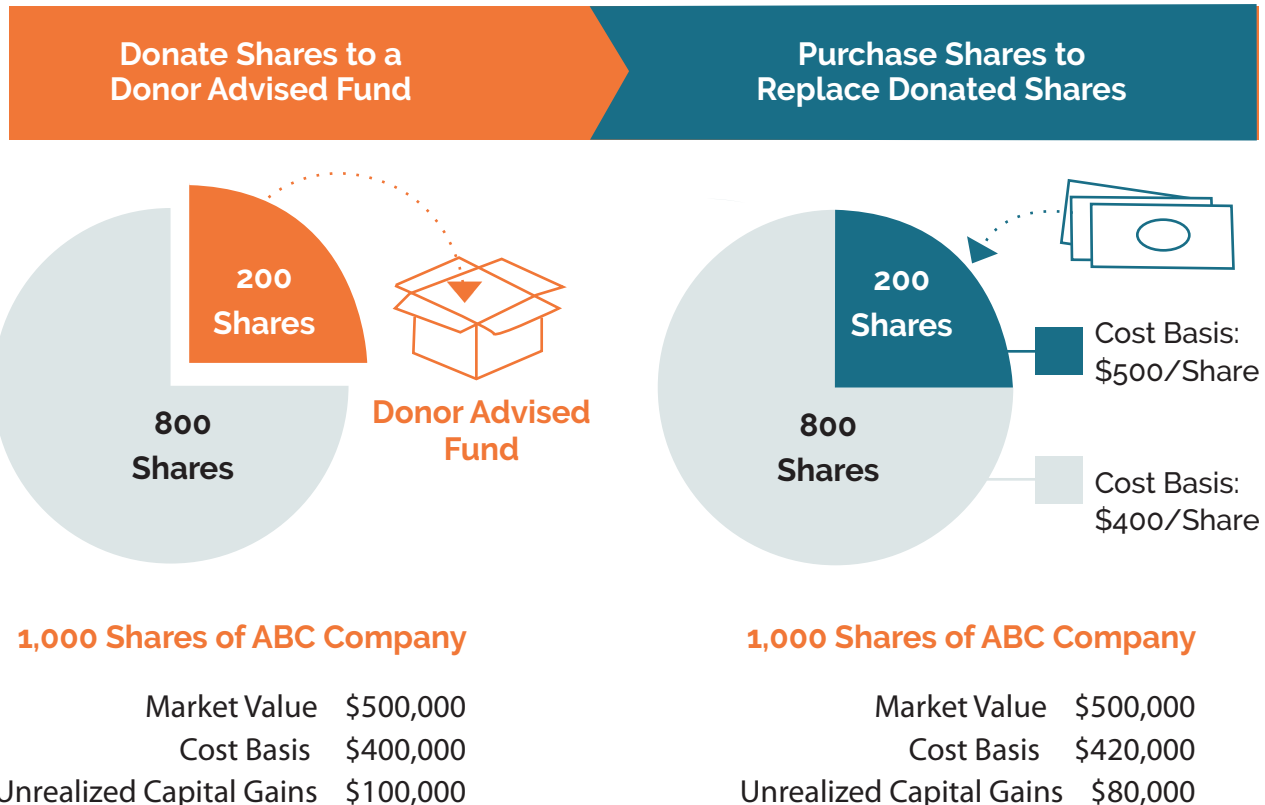 Donate Shares to a
Donor Advised Fund
Purchase Shares to
Replace Donated Shares
200
Shares
800
Shares
Donor Advised
Fund
200
Shares
800
Shares
Cost Basis:
$500/Share
Cost Basis:
$400/Share
1,000 Shares of ABC Company
Market Value $500,000
Cost Basis $400,000
Unrealized Capital Gains $100,000
1,000 Shares of ABC Company
Market Value $500,000
Cost Basis $420,000
Unrealized Capital Gains $80,000